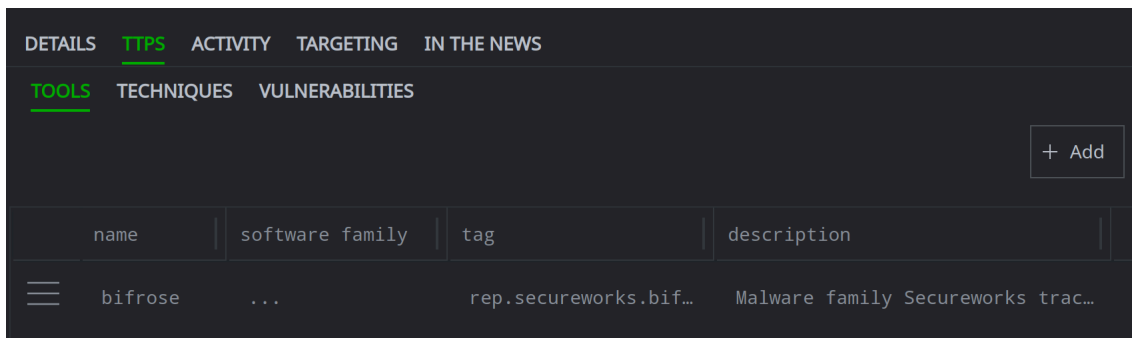 DETAILS TTPS ACTIVITY TARGETING IN THE NEWS
TOOLS TECHNIQUES VULNERABILITIES
+ Add
name software family tag description
bifrose ... rep.secureworks.bif… Malware family Secureworks trac…